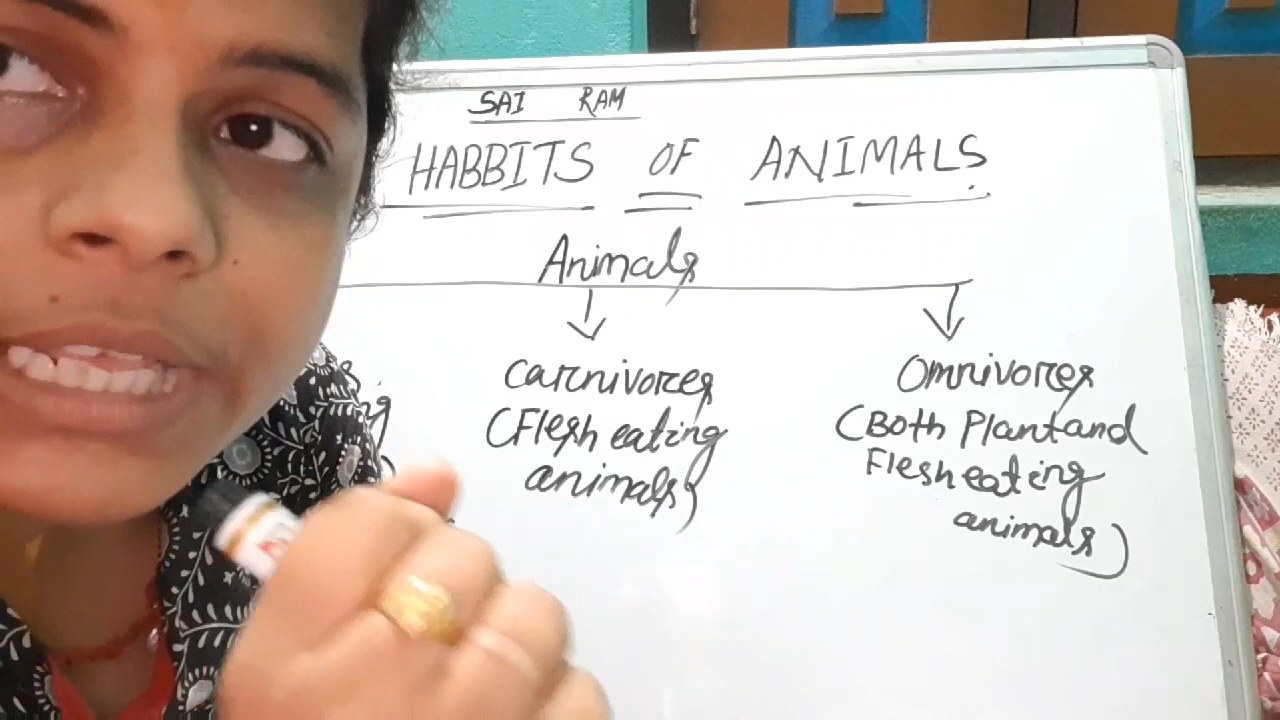 SAI RAM
HABBITS OF ANIMALS
Animals
Carnivores
(Flesh eating
animals)
Omnivores
(Both Plant and
Flesh eating
animals)